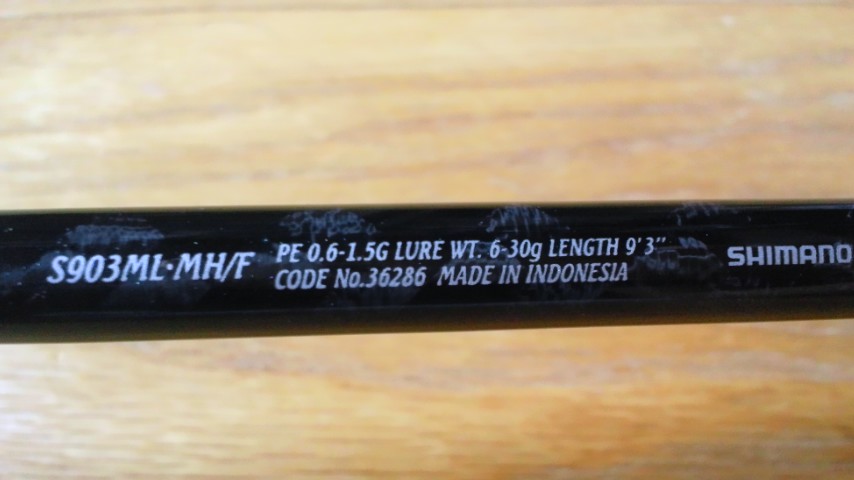 S903ML·MH/F
PE 0.6-1.5G LURE WT. 6-30g LENGTH 9'3"
CODE No.36286 MADE IN INDONESIA
SHIMANO